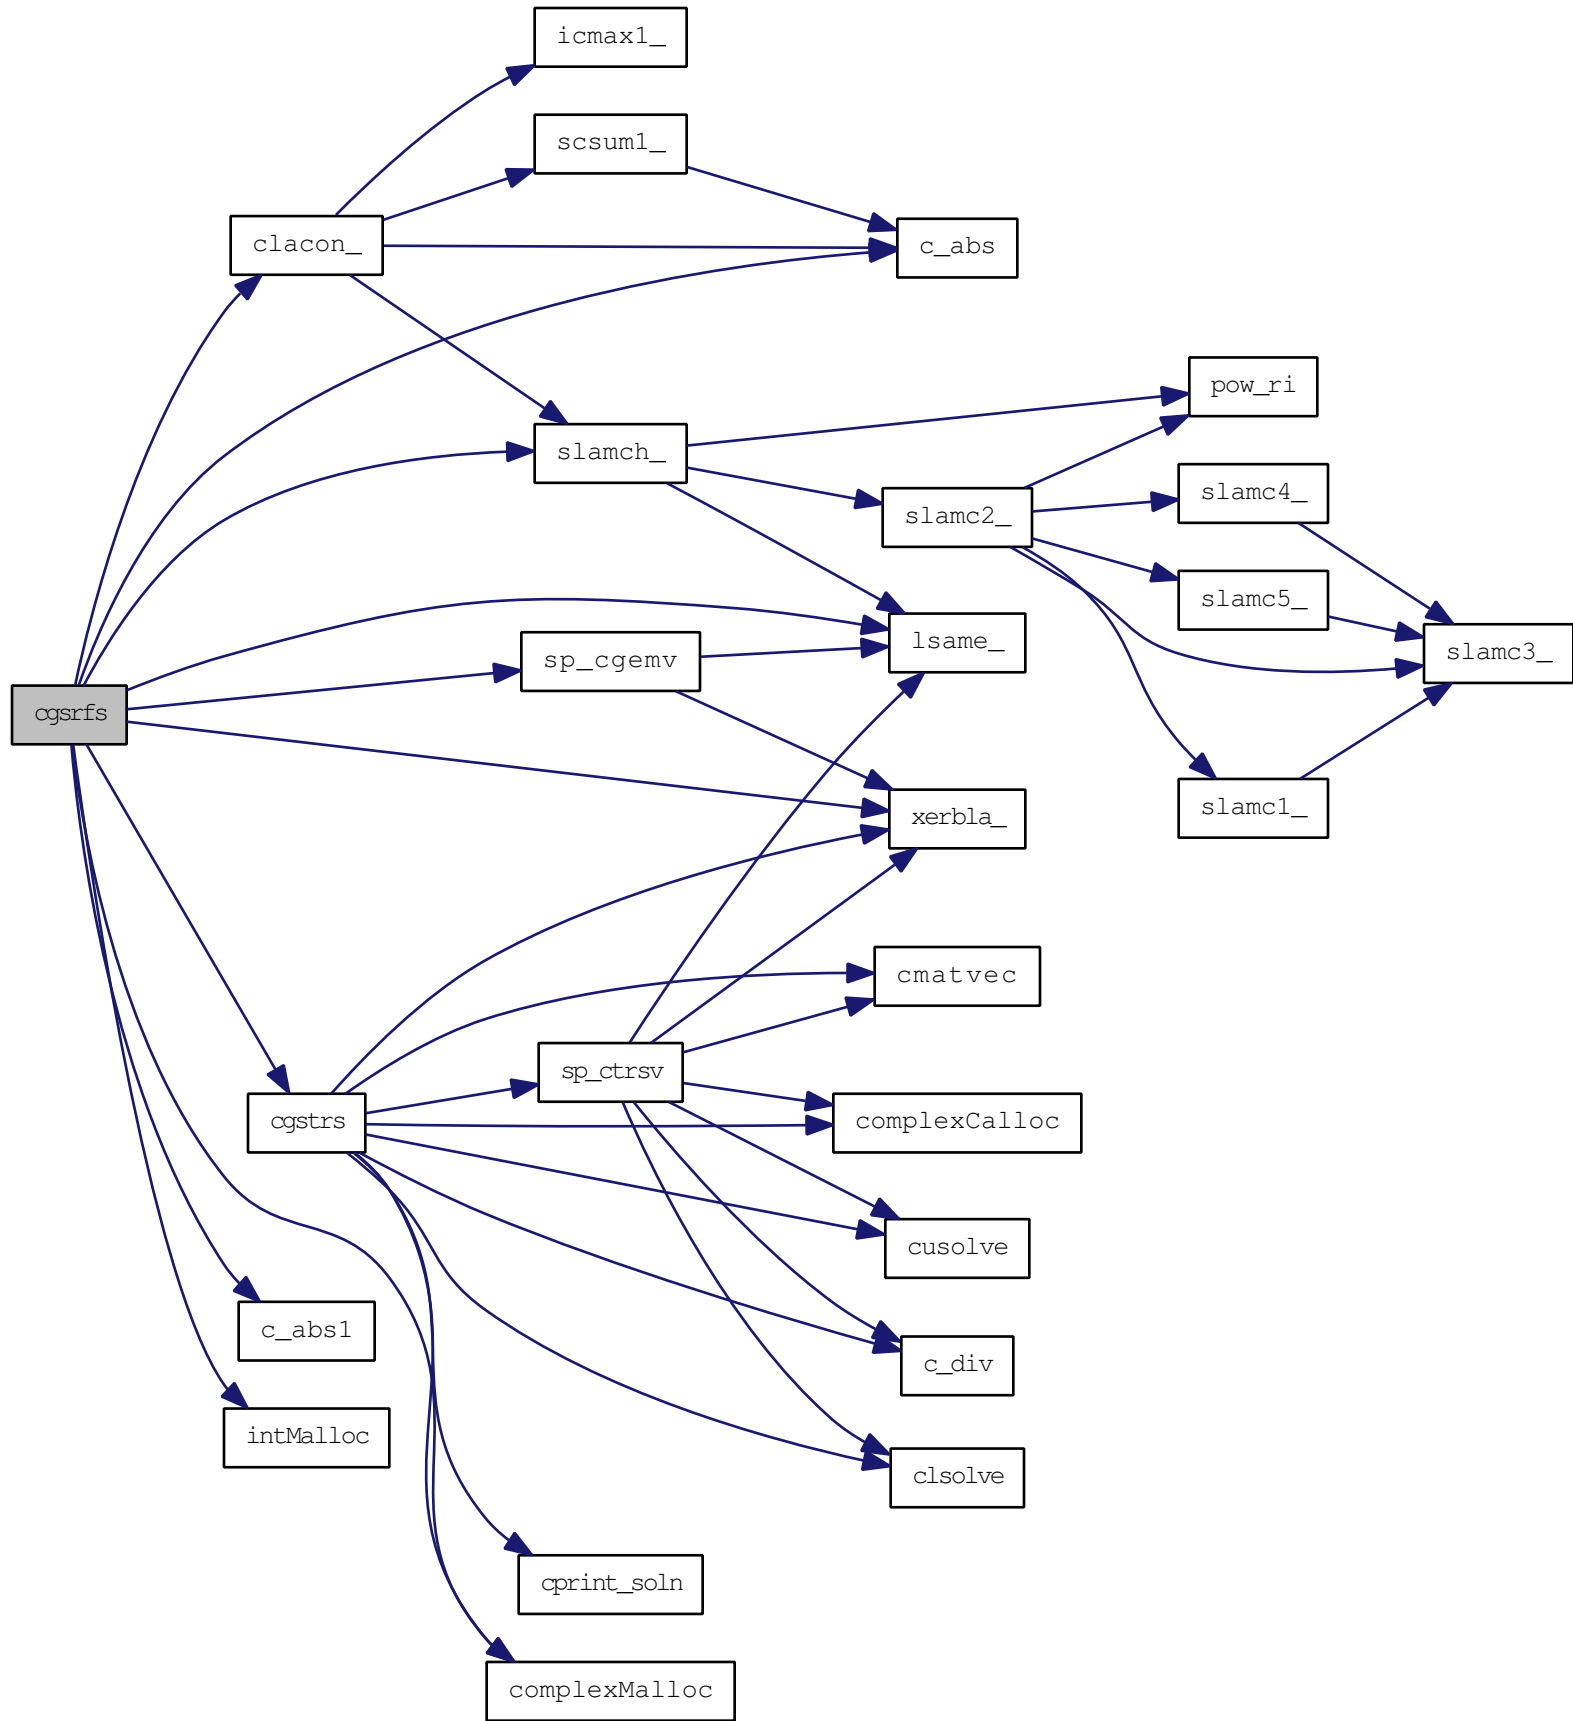 icmax1_
scsum1_
clacon_
c_abs
pow_ri
slamch_
slamc4_
slamc2_
slamc5_
lsame_
slamc3_
sp_cgemv
cgsrfs
slamc1_
xerbla_
cmatvec
sp_ctrsv
cgstrs
complexCalloc
cusolve
c_abs1
c_div
intMalloc
clsolve
cprint_soln
complexMalloc